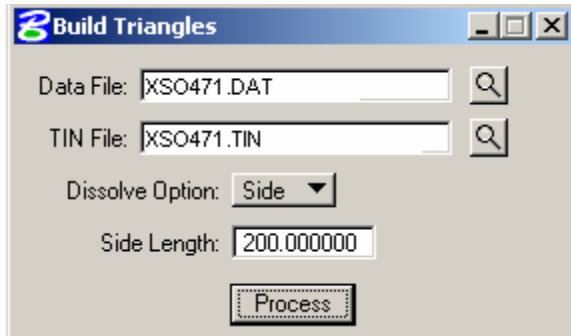 Build Triangles
Data File: XSO471.DAT
TIN File: XSO471.TIN
Dissolve Option: Side
Side Length: 200.000000
Process